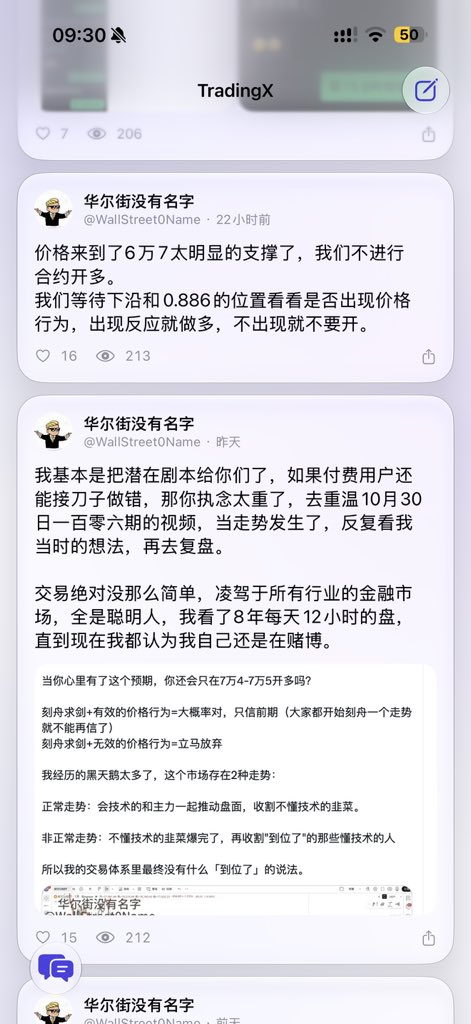 09:30
50
TradingX
7 206
华尔街没有名字
@WallStreet0Name · 22小时前
价格来到了6万7太明显的支撑了，我们不进行
合约开多。
我们等待下沿和0.886的位置看看是否出现价格
行为，出现反应就做多，不出现就不要开。
16 213
华尔街没有名字
@WallStreet0Name · 昨天
我基本是把潜在剧本给你们了，如果付费用户还
能接刀子做错，那你执念太重了，去重温10月30
日一百零六期的视频，当走势发生了，反复看我
当时的想法，再去复盘。
交易绝对没那么简单，凌驾于所有行业的金融市
场，全是聪明人，我看了8年每天12小时的盘，
直到现在我都认为我自己还是在赌博。
当你心里有了这个预期，你还会只在7万4-7万5开多吗？
刻舟求剑+有效的价格行为=大概率对，只信前期（大家都开始刻舟一个走势
就不能再信了）
刻舟求剑+无效的价格行为=立马放弃
我经历的黑天鹅太多了，这个市场存在2种走势：
正常走势：会技术的和主力一起推动盘面，收割不懂技术的韭菜。
非正常走势：不懂技术的韭菜爆完了，再收割"到位了"的那些懂技术的人
所以我的交易体系里最终没有什么「到位了」的说法。
华尔街没有名字
@WallStreet0Name
15 212
华尔街没有名字
@WallStreet0Name · 前天